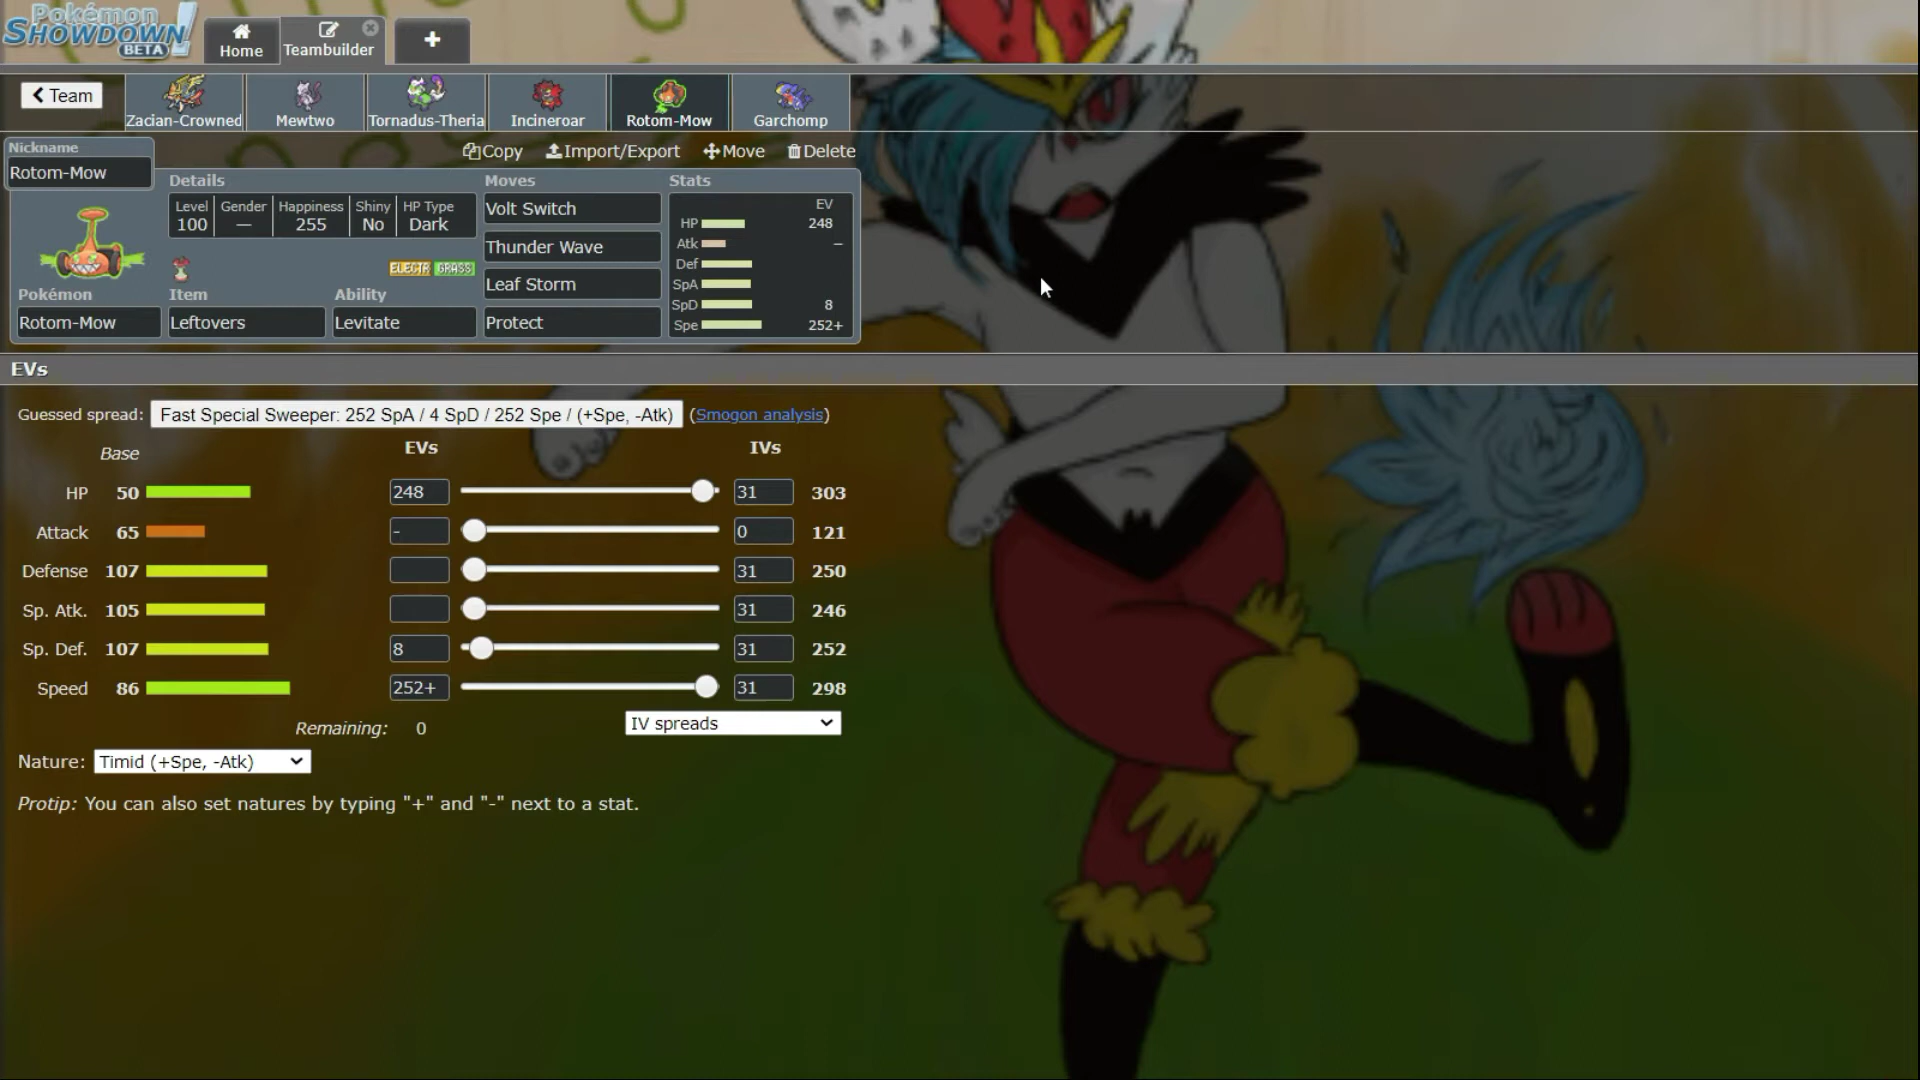 Pokémon
SHOWDOWN!
BETA
Home
Teambuilder
Team
Zacian-Crowned
Mewtwo
Tornadus-Theria
Incineroar
Rotom-Mow
Garchomp
Nickname
Rotom-Mow
Copy
Import/Export
Move
Delete
Details
Moves
Stats
Level Gender Happiness Shiny HP Type
100 — 255 No Dark
ELECTR GRASS
Pokémon
Rotom-Mow
Item
Leftovers
Ability
Levitate
Volt Switch
Thunder Wave
Leaf Storm
Protect
EV
HP 248
Atk –
Def
SpA
SpD 8
Spe 252+
EVs
Guessed spread: Fast Special Sweeper: 252 SpA / 4 SpD / 252 Spe / (+Spe, -Atk) (Smogon analysis)
Base EVs IVs
HP 50 248 31 303
Attack 65 - 0 121
Defense 107 31 250
Sp. Atk. 105 31 246
Sp. Def. 107 8 31 252
Speed 86 252+ 31 298
Remaining: 0 IV spreads
Nature: Timid (+Spe, -Atk)
Protip: You can also set natures by typing "+" and "-" next to a stat.